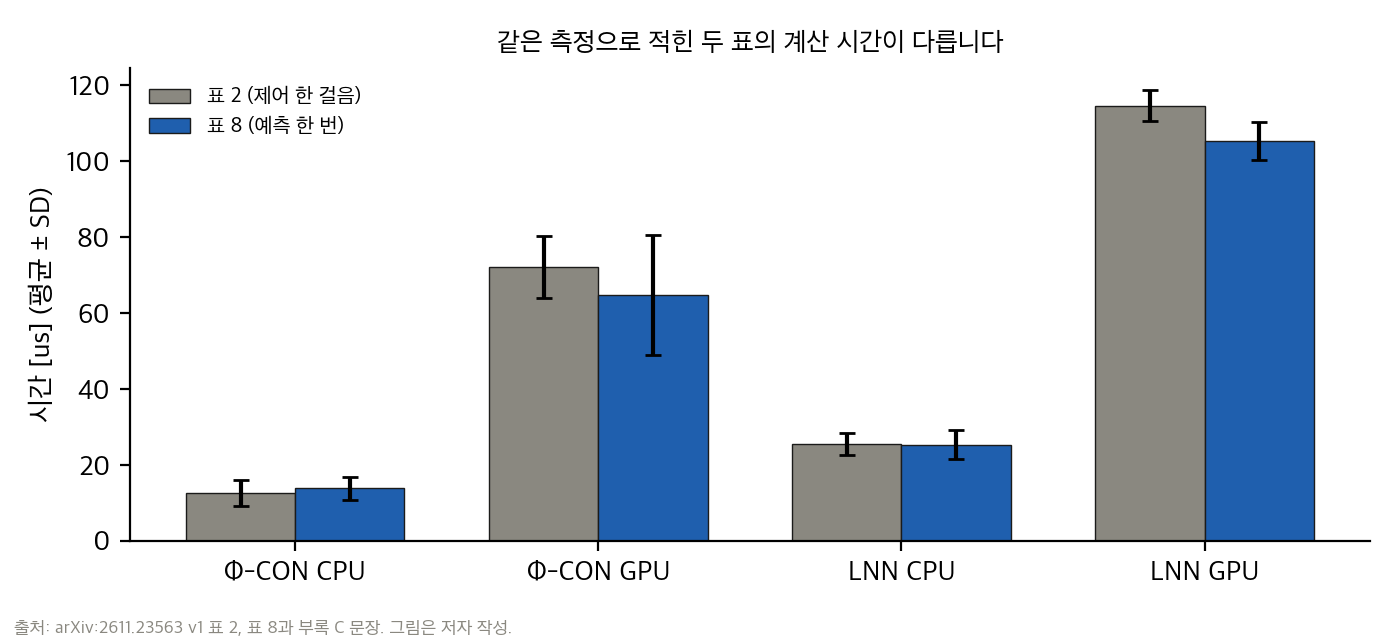 같은 측정으로 적힌 두 표의 계산 시간이 다릅니다
표 2 (제어 한 걸음)
표 8 (예측 한 번)
시간 [us] (평균 ± SD)
120
100
80
60
40
20
0
Φ-CON CPU
Φ-CON GPU
LNN CPU
LNN GPU
출처: arXiv:2611.23563 v1 표 2, 표 8과 부록 C 문장. 그림은 저자 작성.